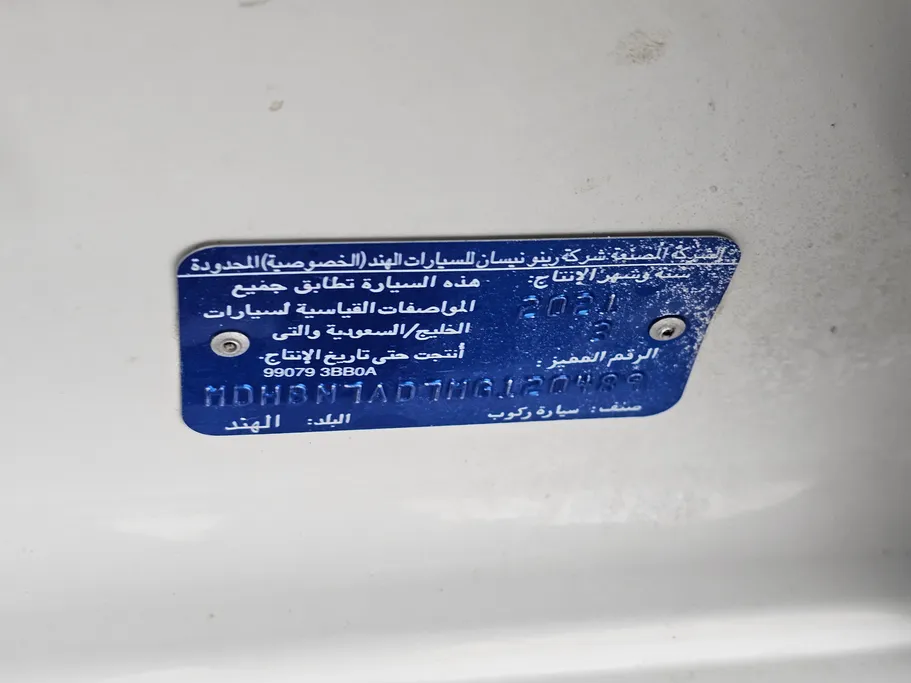 الشركة المصنعة شركة رينو نيسان للسيارات الهند (الخصوصية) المحدودة
سنة وشهر الإنتاج:
2021
3
هذه السيارة تطابق جميع
المواصفات القياسية لسيارات
الخليج/السعودية والتى
أنتجت حتى تاريخ الإنتاج.
99079 3BB0A
الرقم المميز:
صنف: سيارة ركوب
البلد: الهند